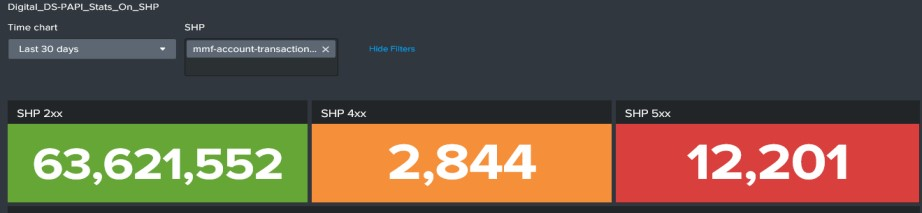 Digital_DS-PAPI_Stats_On_SHP
Time chart SHP
Last 30 days mmf-account-transaction... × Hide Filters
SHP 2xx SHP 4xx SHP 5xx
63,621,552 2,844 12,201